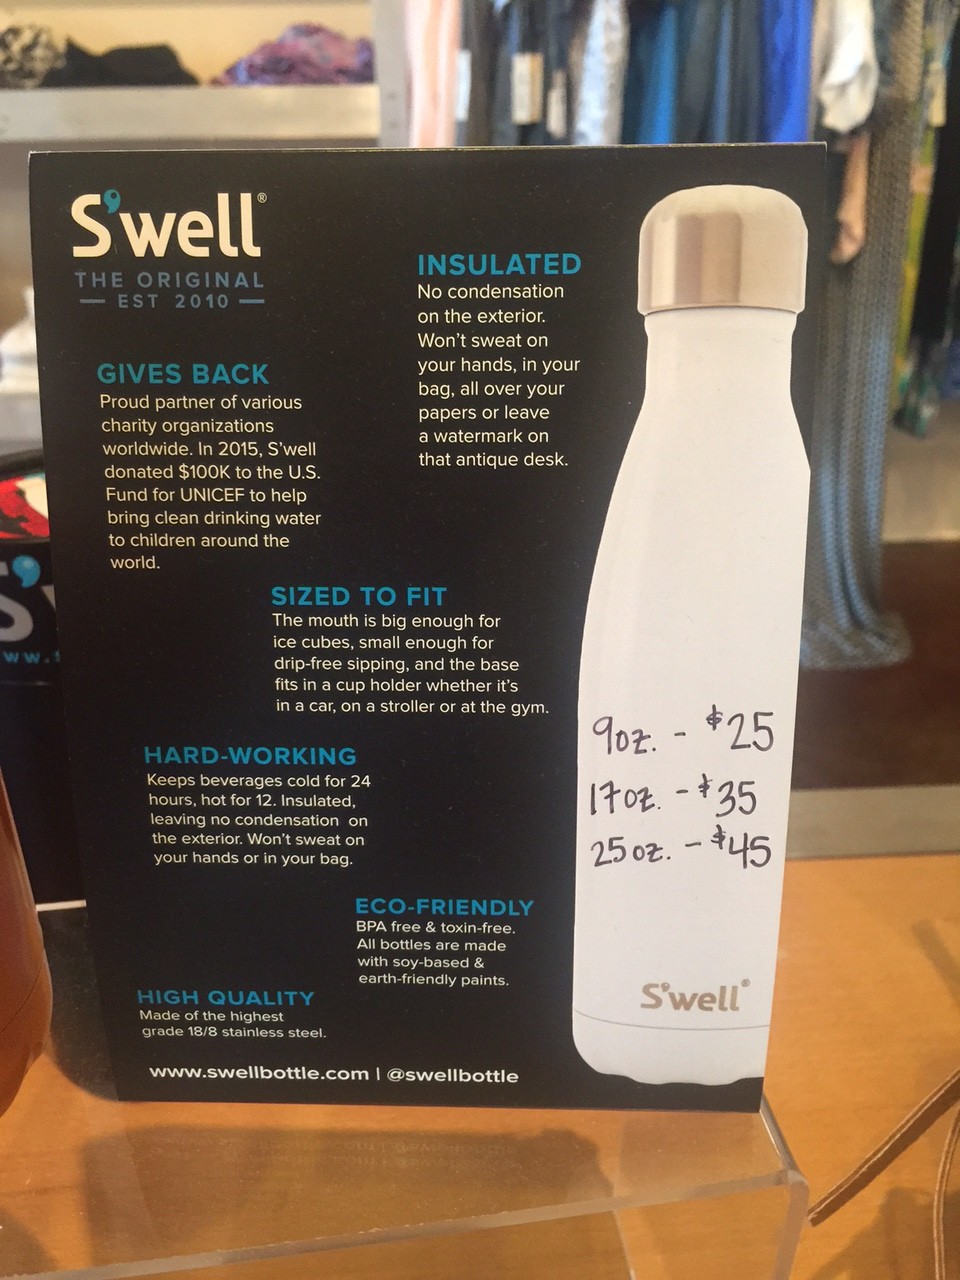 S'well®
THE ORIGINAL
EST 2010
GIVES BACK
Proud partner of various
charity organizations
worldwide. In 2015, S'well
donated $100K to the U.S.
Fund for UNICEF to help
bring clean drinking water
to children around the
world.
INSULATED
No condensation
on the exterior.
Won't sweat on
your hands, in your
bag, all over your
papers or leave
a watermark on
that antique desk.
SIZED TO FIT
The mouth is big enough for
ice cubes, small enough for
drip-free sipping, and the base
fits in a cup holder whether it's
in a car, on a stroller or at the gym.
HARD-WORKING
Keeps beverages cold for 24
hours, hot for 12. Insulated,
leaving no condensation on
the exterior. Won't sweat on
your hands or in your bag.
ECO-FRIENDLY
BPA free & toxin-free.
All bottles are made
with soy-based &
earth-friendly paints.
HIGH QUALITY
Made of the highest
grade 18/8 stainless steel.
www.swellbottle.com | @swellbottle
9oz. - $25
17oz. - $35
25oz. - $45
S'well®